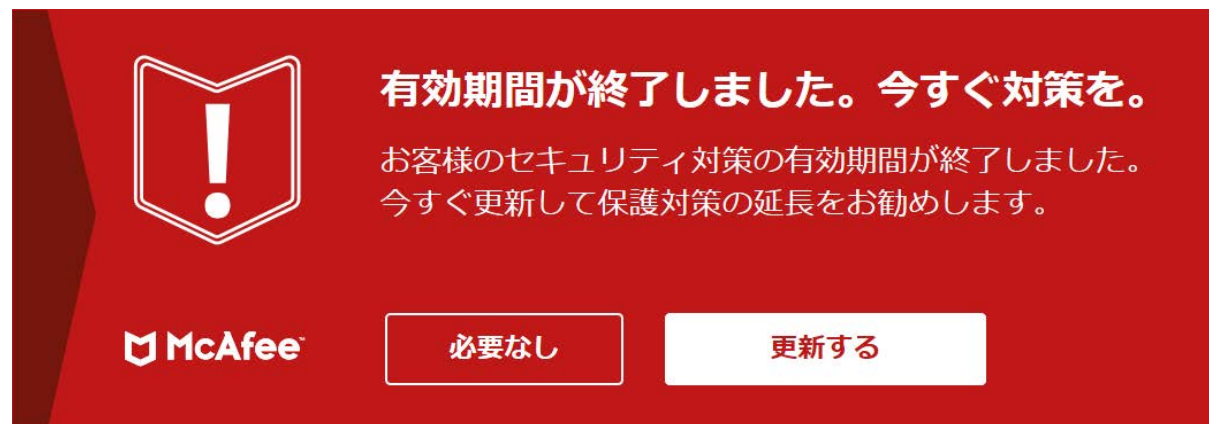 有効期間が終了しました。今すぐ対策を。
お客様のセキュリティ対策の有効期間が終了しました。
今すぐ更新して保護対策の延長をお勧めします。
McAfee™
必要なし
更新する